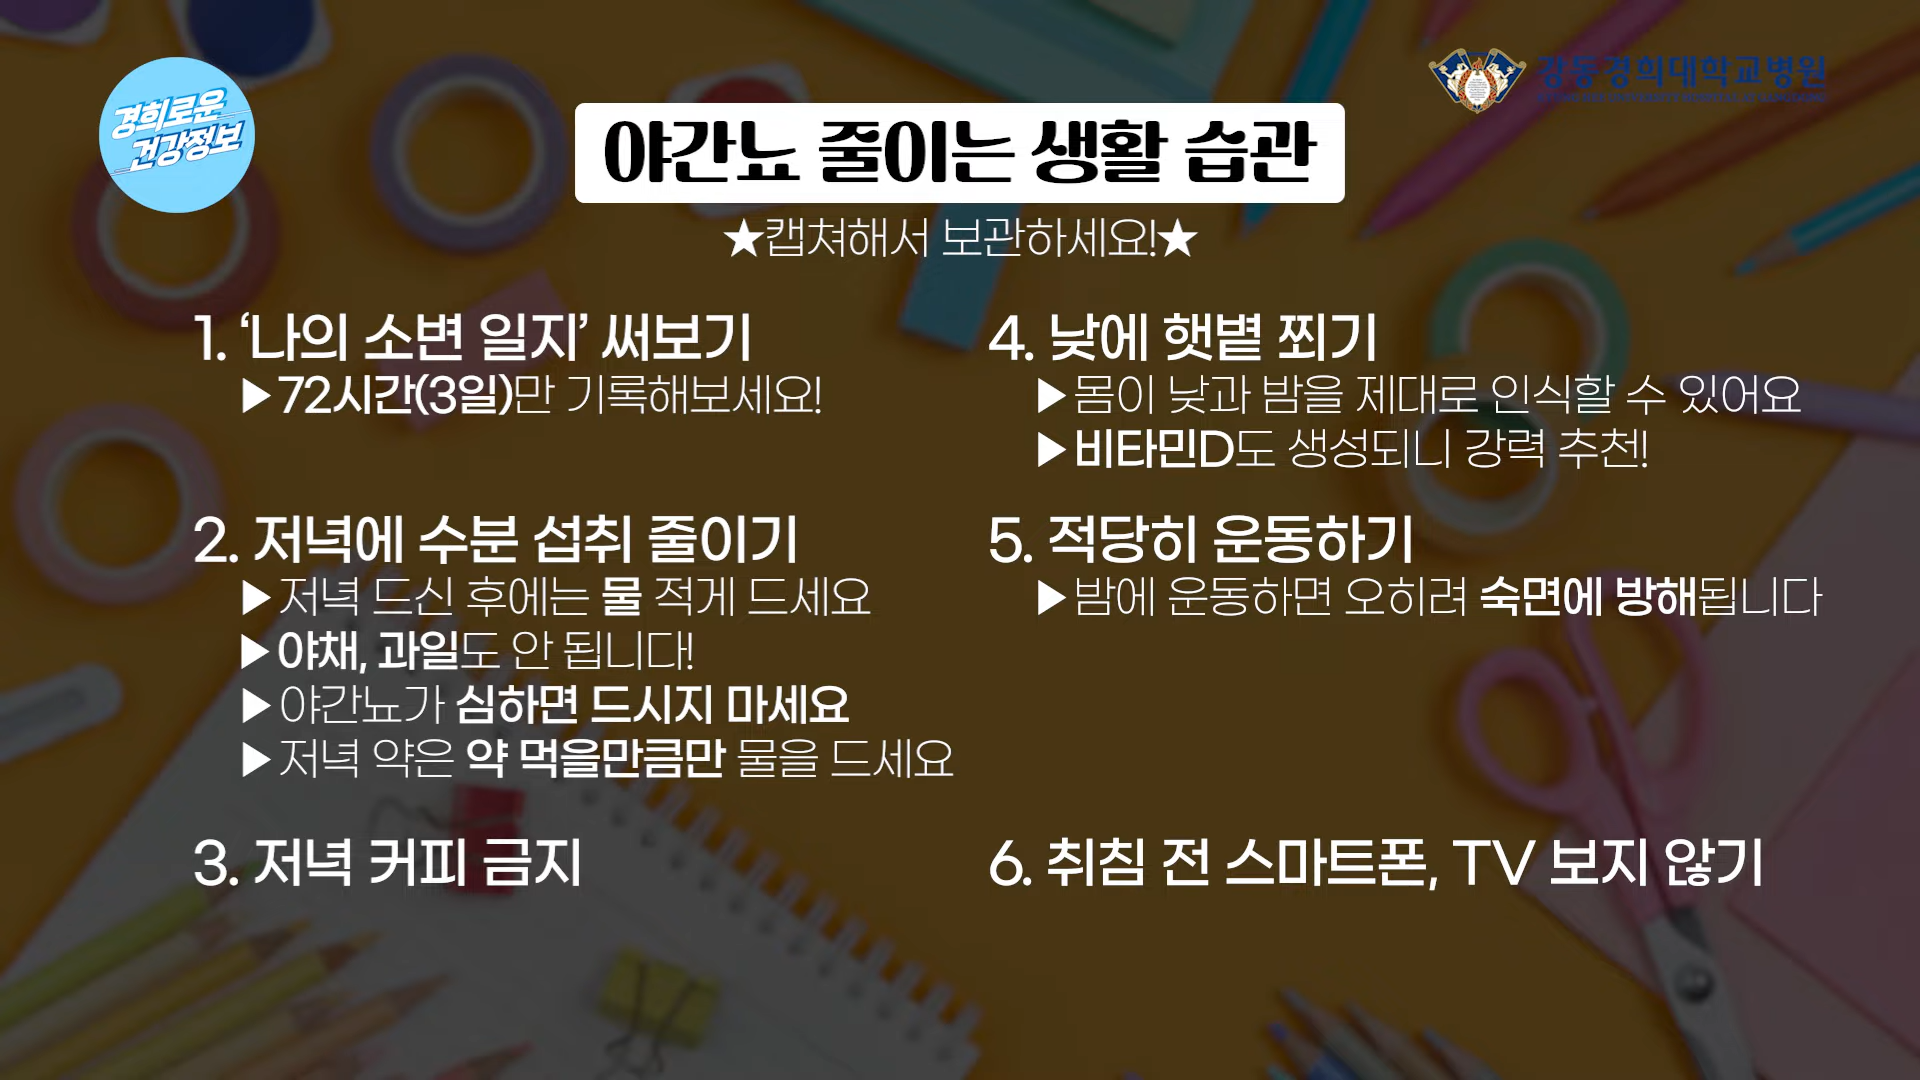 경희로운
건강정보
강동경희대학교병원
야간뇨 줄이는 생활 습관
★캡쳐해서 보관하세요!★
1. ‘나의 소변 일지’ 써보기
▶72시간(3일)만 기록해보세요!
2. 저녁에 수분 섭취 줄이기
▶저녁 드신 후에는 물 적게 드세요
▶야채, 과일도 안 됩니다!
▶야간뇨가 심하면 드시지 마세요
▶저녁 약은 약 먹을만큼만 물을 드세요
3. 저녁 커피 금지
4. 낮에 햇볕 쬐기
▶몸이 낮과 밤을 제대로 인식할 수 있어요
▶비타민D도 생성되니 강력 추천!
5. 적당히 운동하기
▶밤에 운동하면 오히려 숙면에 방해됩니다
6. 취침 전 스마트폰, TV 보지 않기